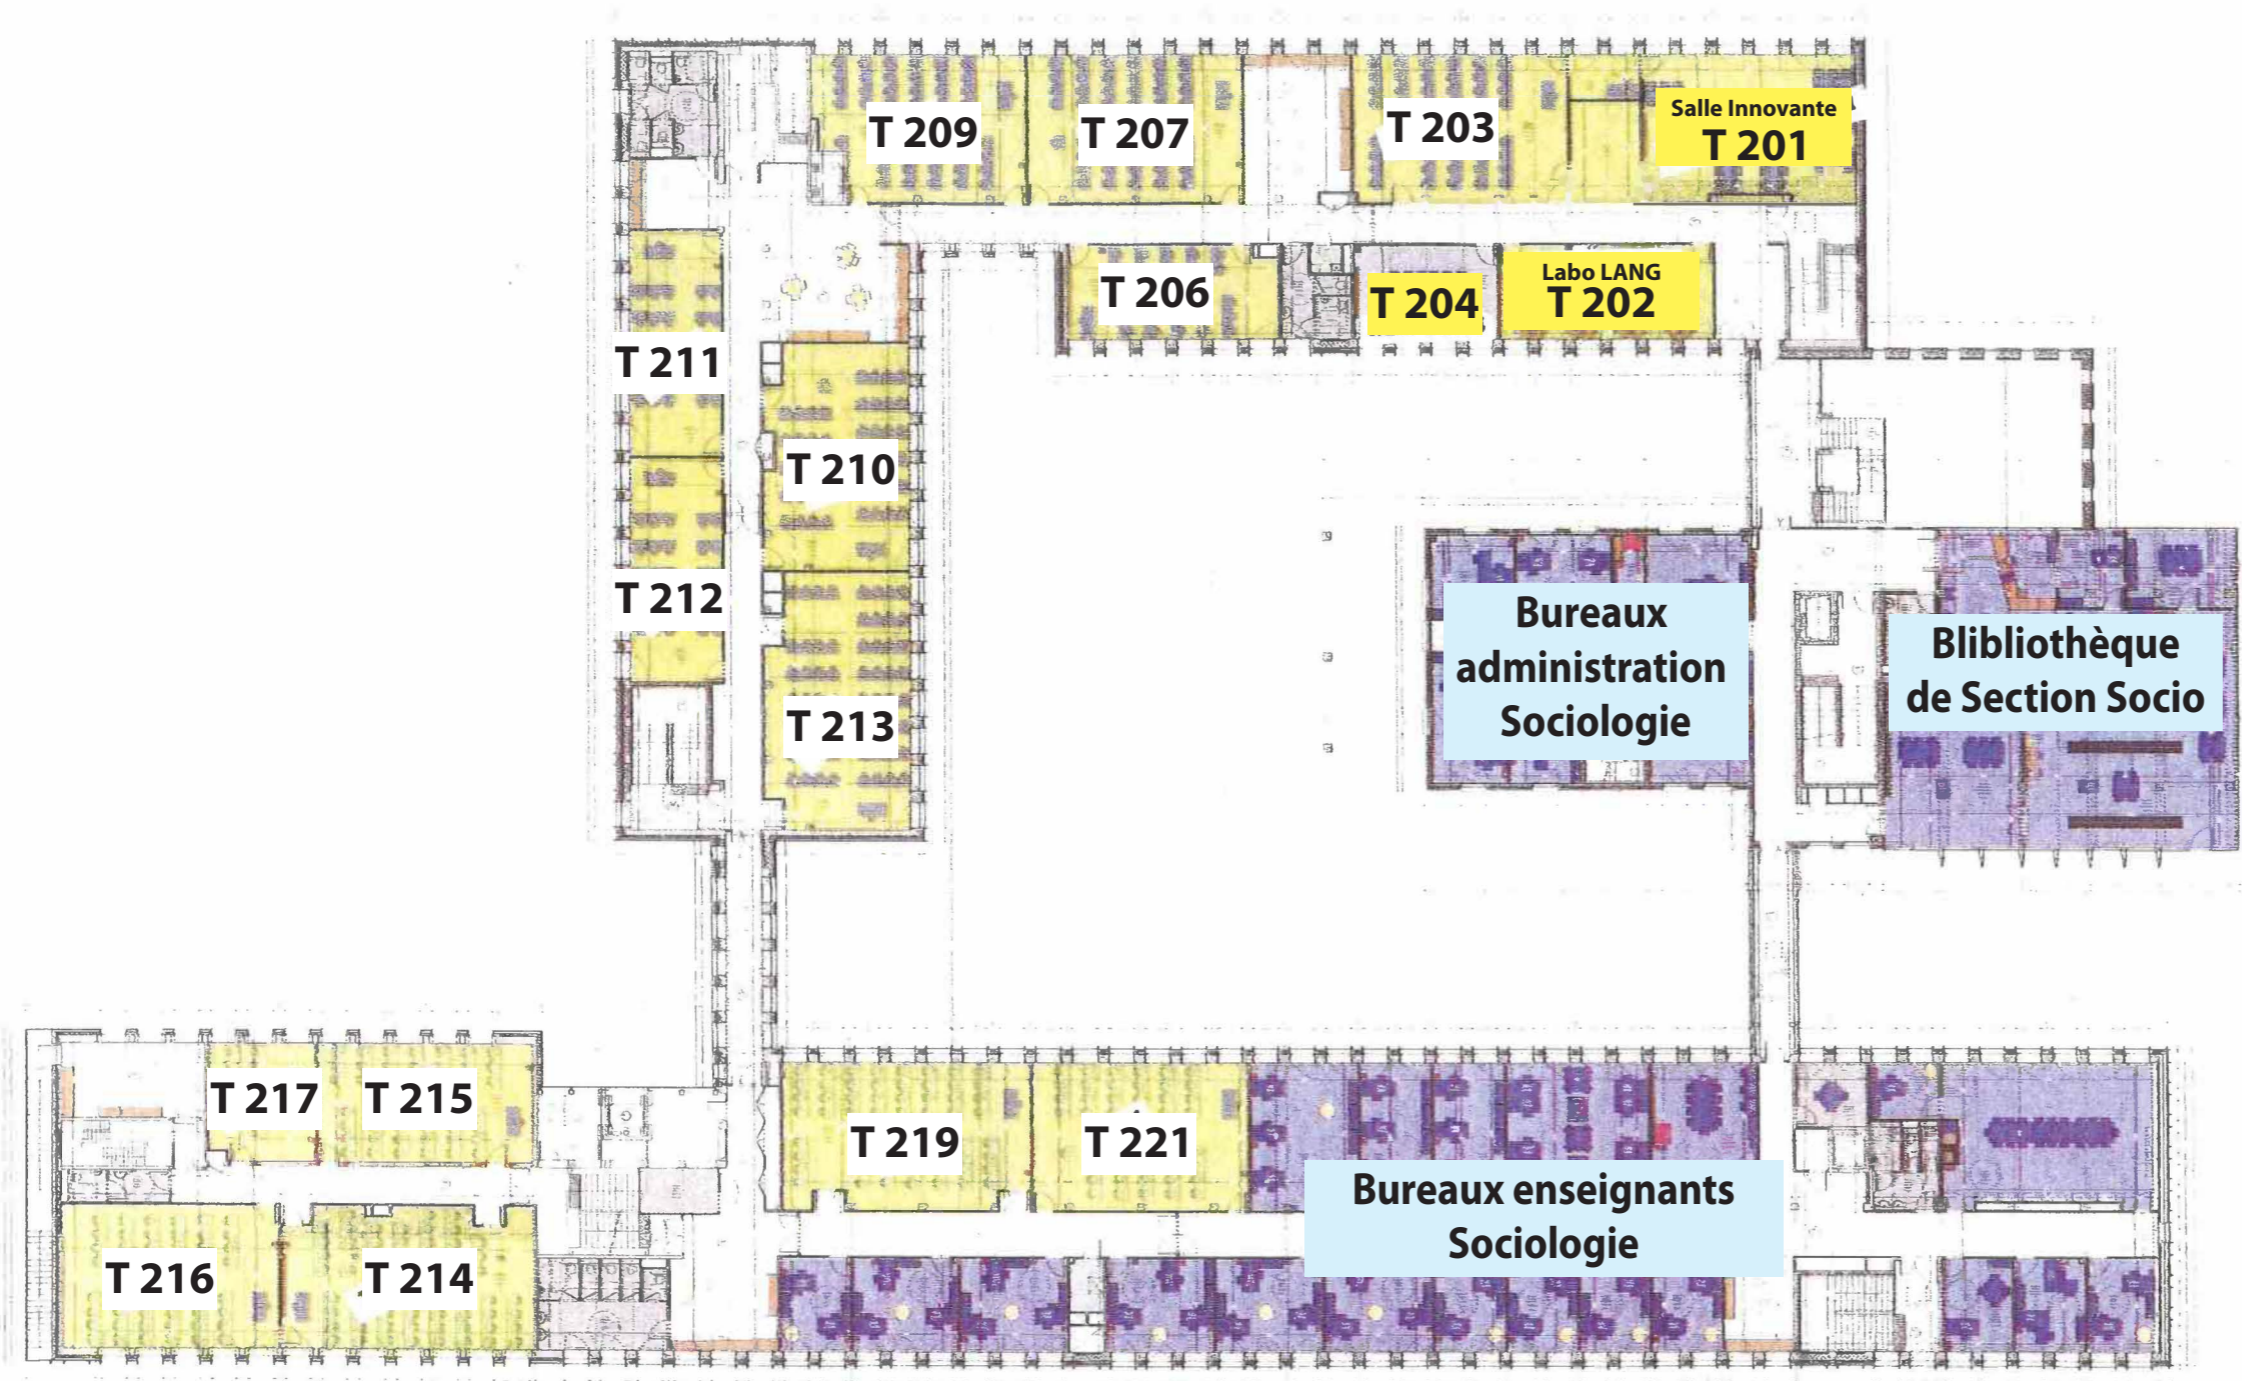 T 209
T 207
T 203
Salle Innovante
T 201
T 206
T 204
Labo LANG
T 202
T 211
T 210
T 212
T 213
Bureaux
administration
Sociologie
Blibliothèque
de Section Socio
T 217
T 215
T 219
T 221
T 216
T 214
Bureaux enseignants
Sociologie